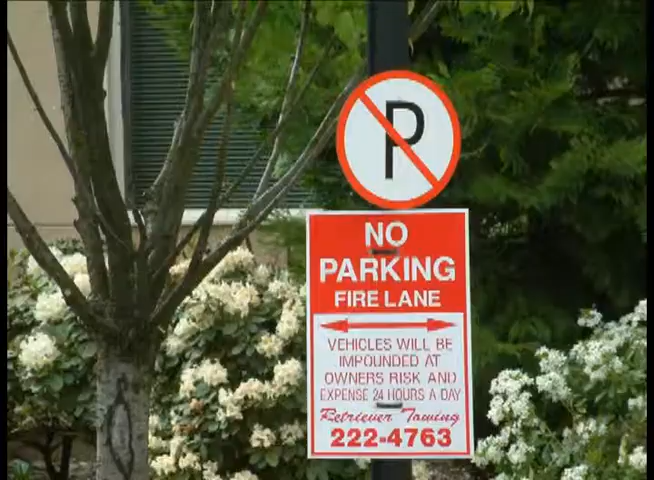 P
NO
PARKING
FIRE LANE
VEHICLES WILL BE
IMPOUNDED AT
OWNERS RISK AND
EXPENSE 24 HOURS A DAY
Retriever Towing
222-4763